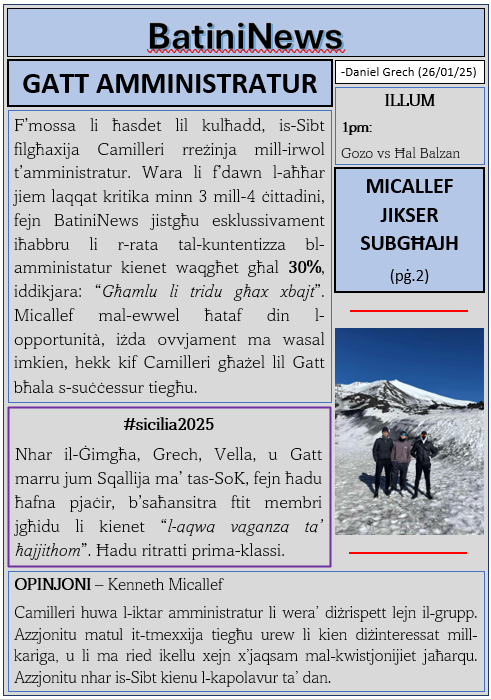 BatiniNews
GATT AMMINISTRATUR
-Daniel Grech (26/01/25)
F'mossa li ħasdet lil kulħadd, is-Sibt
filgħaxija Camilleri rreżinja mill-irwol
t'amministratur. Wara li f'dawn l-aħħar
jiem laqqat kritika minn 3 mill-4 ċittadini,
fejn BatiniNews jistgħu esklussivament
iħabbru li r-rata tal-kuntentizza bl-
amministatur kienet waqgħet għal 30%,
iddikjara: "Għamlu li tridu għax xbajt".
Micallef mal-ewwel ħataf din l-
opportunità, iżda ovvjament ma wasal
imkien, hekk kif Camilleri għażel lil Gatt
bħala s-suċċessur tiegħu.
ILLUM
1pm:
Gozo vs Ħal Balzan
MICALLEF
JIKSER
SUBGĦAJH
(pġ.2)
#sicilia2025
Nhar il-Ġimgħa, Grech, Vella, u Gatt
marru jum Sqallija ma' tas-SoK, fejn ħadu
ħafna pjaċir, b'saħansitra ftit membri
jgħidu li kienet "l-aqwa vaganza ta'
ħajjithom". Ħadu ritratti prima-klassi.
OPINJONI – Kenneth Micallef
Camilleri huwa l-iktar amministratur li wera' diżrispett lejn il-grupp.
Azzjonitu matul it-tmexxija tiegħu urew li kien diżinteressat mill-
kariga, u li ma ried ikellu xejn x'jaqsam mal-kwistjonijiet jaħarqu.
Azzjonitu nhar is-Sibt kienu l-kapolavur ta' dan.